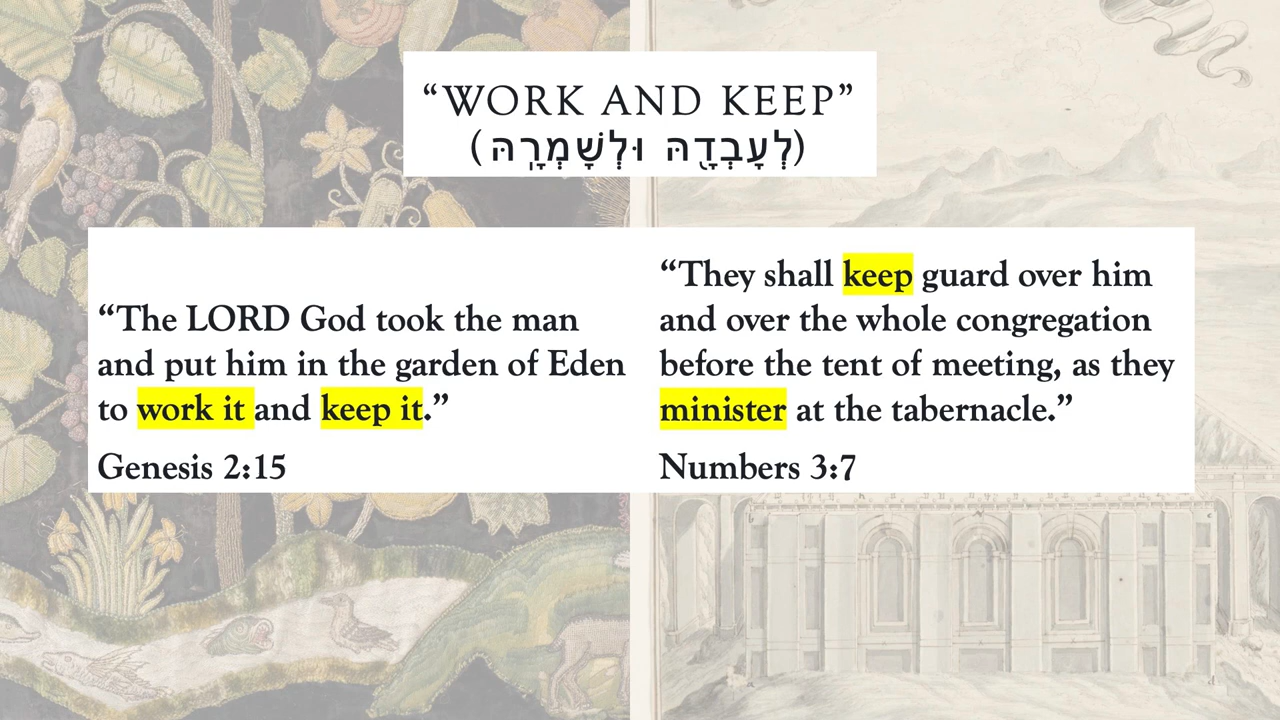 “WORK AND KEEP”
(לְעָבְדָ֖הּ וּלְשָׁמְרָֽהּ)
“The LORD God took the man
and put him in the garden of Eden
to work it and keep it.”
Genesis 2:15
“They shall keep guard over him
and over the whole congregation
before the tent of meeting, as they
minister at the tabernacle.”
Numbers 3:7